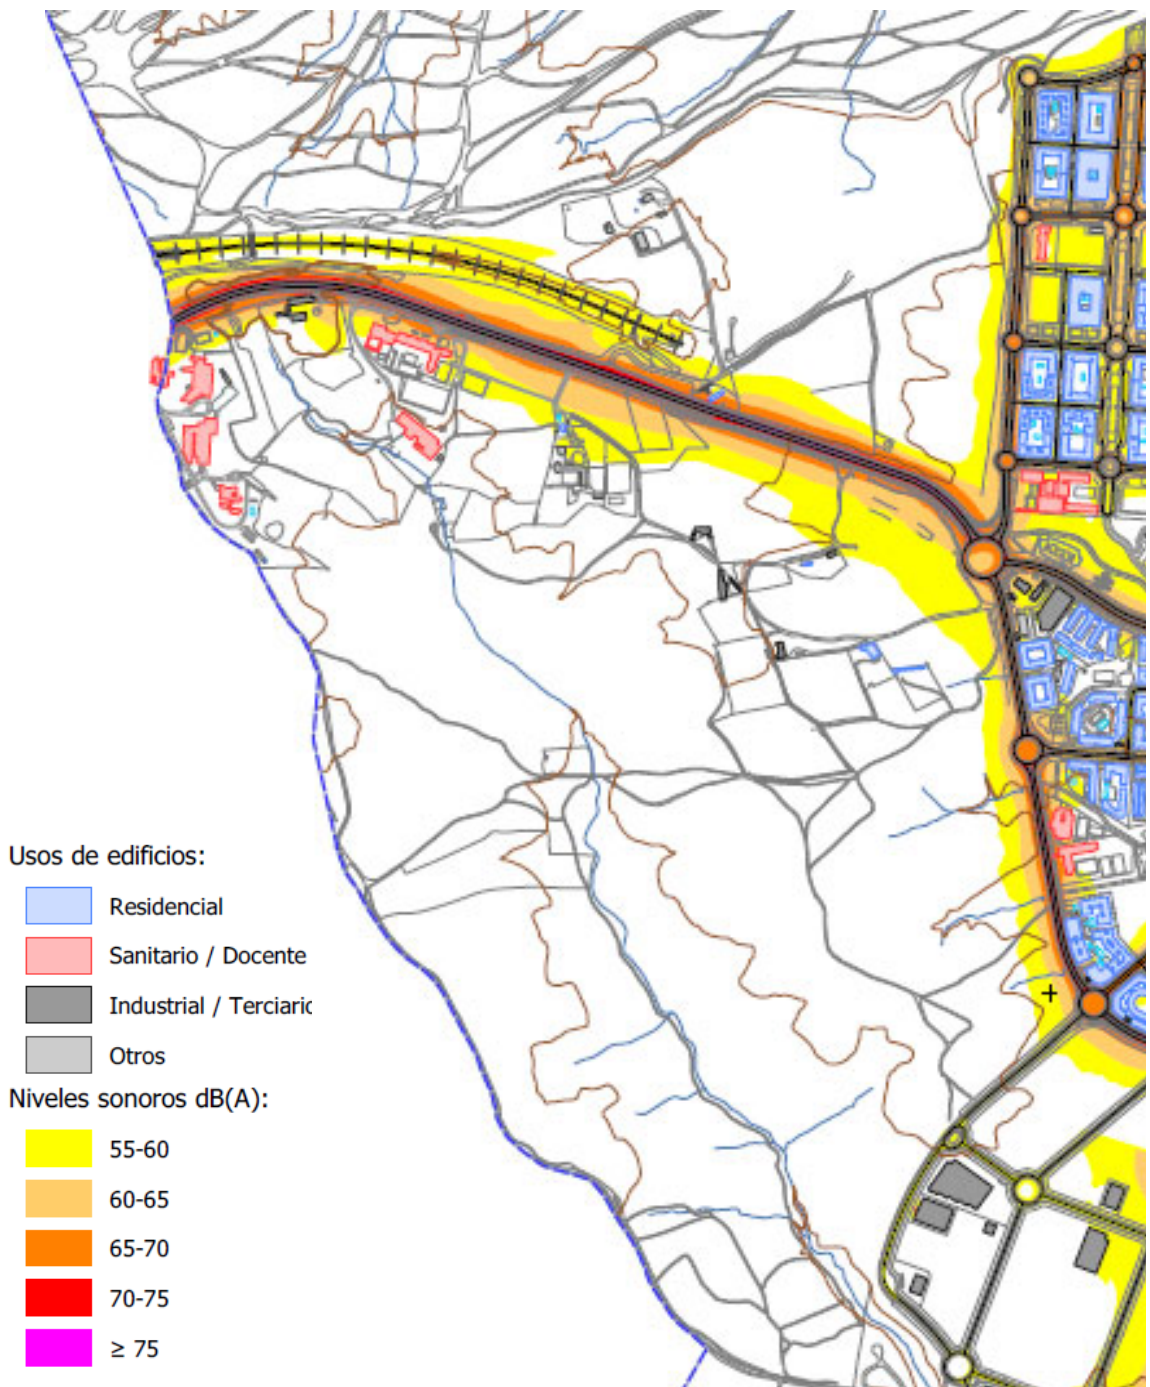 Usos de edificios:
Residencial
Sanitario / Docente
Industrial / Terciaric
Otros
Niveles sonoros dB(A):
55-60
60-65
65-70
70-75
≥ 75